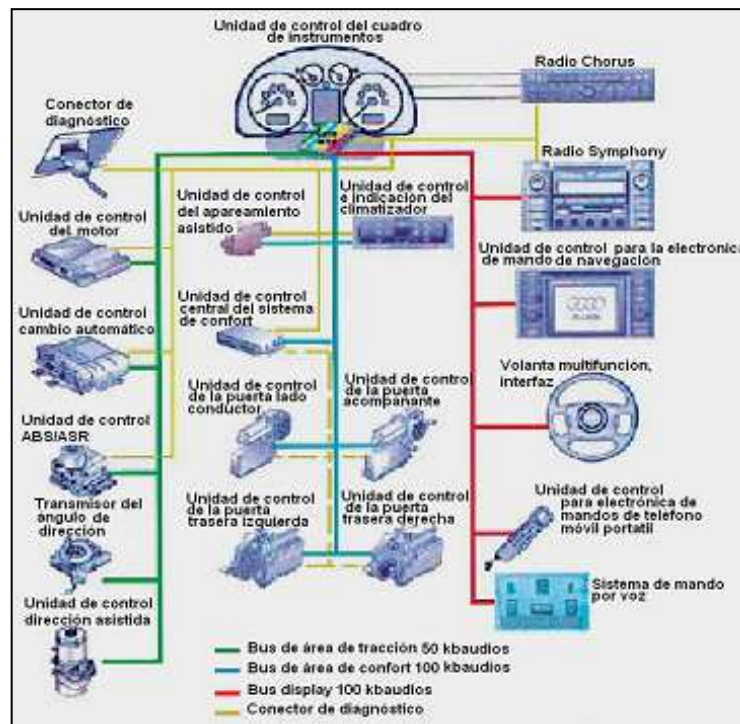 Unidad de control del cuadro
de instrumentos
Radio Chorus
Conector de
diagnóstico
Radio Symphony
Unidad de control
del apareamiento
asistido
Unidad de control
e indicación del
climatizador
Unidad de control
del motor
Unidad de control para la electrónica
de mando de navegación
Unidad de control
central del sistema
de confort
Unidad de control
cambio automático
Volanta multifunción,
interfaz
Unidad de control
de la puerta lado
conductor
Unidad de control
de la puerta
acompañante
Unidad de control
ABS/ASR
Unidad de control
de la puerta
trasera izquierda
Unidad de control
de la puerta
trasera derecha
Unidad de control
para electrónica de
mandos de teléfono
móvil portatil
Transmisor del
ángulo de
dirección
Sistema de mando
por voz
Unidad de control
dirección asistida
Bus de área de tracción 50 kbaudios
Bus de área de confort 100 kbaudios
Bus display 100 kbaudios
Conector de diagnóstico